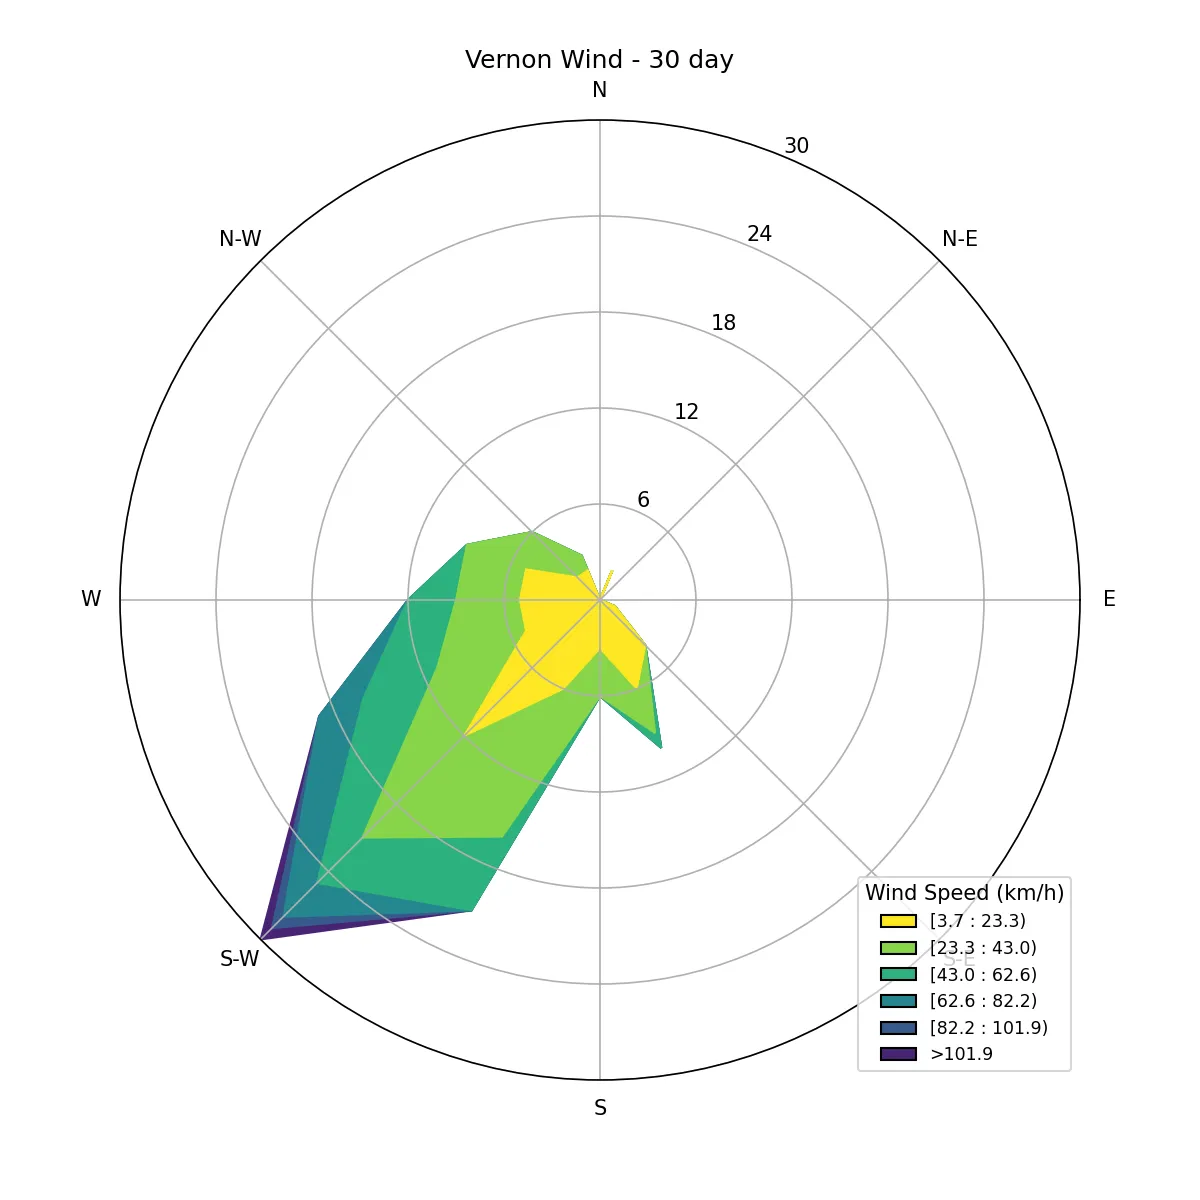 Vernon Wind - 30 day
N
30
N-W
N-E
24
18
12
6
W
E
S-W
S-E
S
Wind Speed (km/h)
[3.7 : 23.3)
[23.3 : 43.0)
[43.0 : 62.6)
[62.6 : 82.2)
[82.2 : 101.9)
>101.9